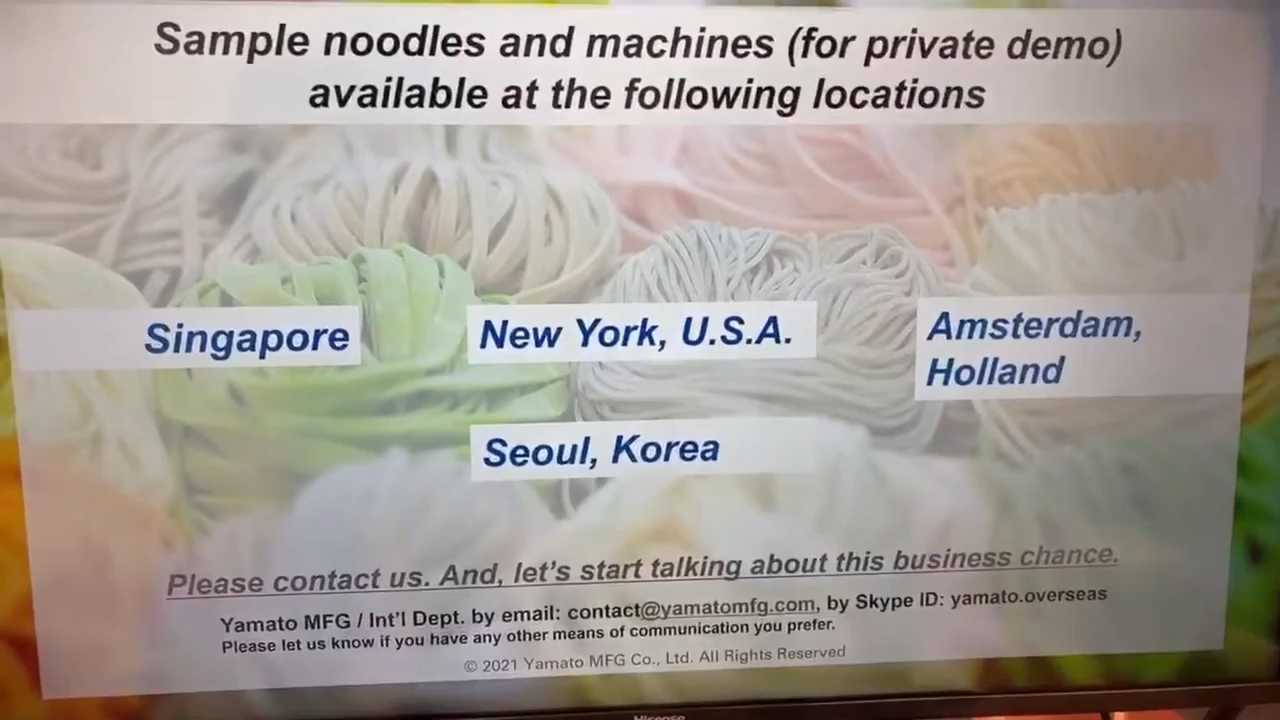 Sample noodles and machines (for private demo)
available at the following locations
Singapore
New York, U.S.A.
Amsterdam,
Holland
Seoul, Korea
Please contact us. And, let's start talking about this business chance.
Yamato MFG / Int'l Dept. by email: contact@yamatomfg.com, by Skype ID: yamato.overseas
Please let us know if you have any other means of communication you prefer.
© 2021 Yamato MFG Co., Ltd. All Rights Reserved
Hisense